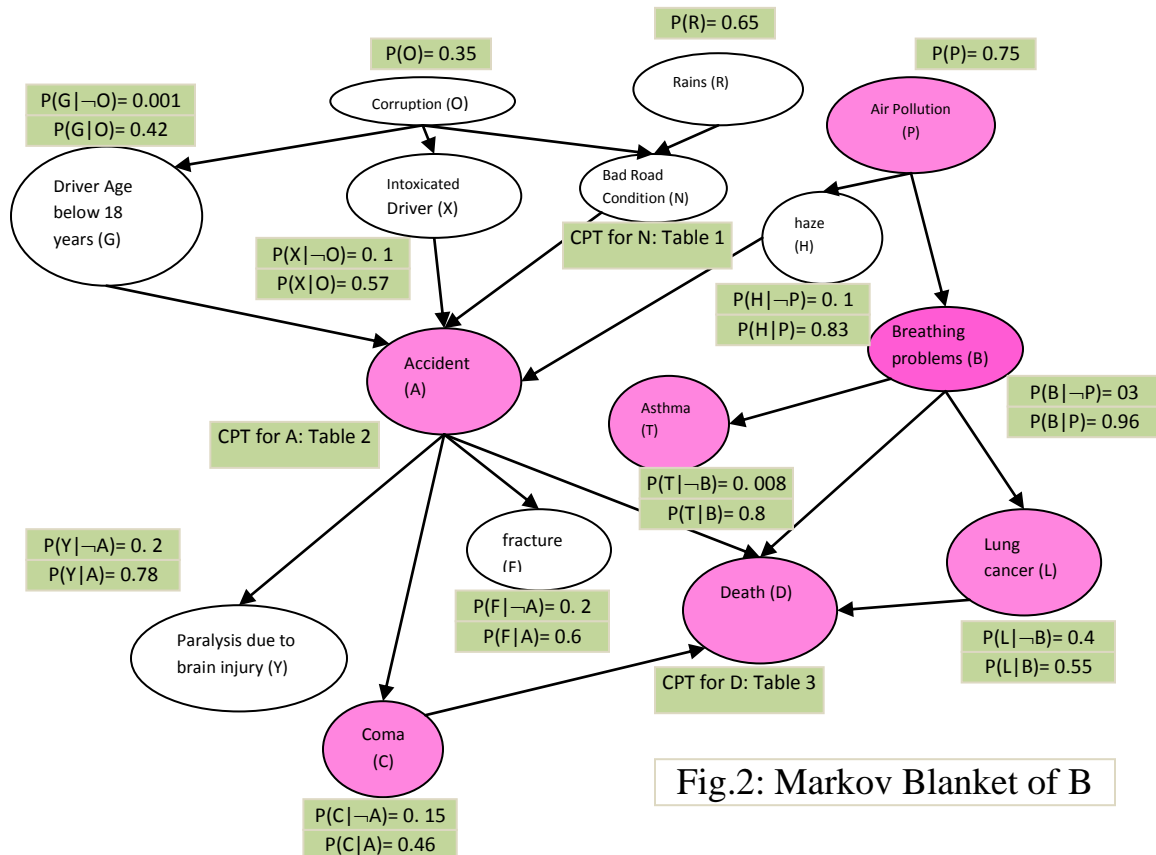 P(R)= 0.65
P(O)= 0.35
P(P)= 0.75
P(G|¬O)= 0.001
P(G|O)= 0.42
Corruption (O)
Rains (R)
Air Pollution
(P)
Driver Age
below 18
years (G)
Intoxicated
Driver (X)
Bad Road
Condition (N)
haze
(H)
CPT for N: Table 1
P(X|¬O)= 0. 1
P(X|O)= 0.57
P(H|¬P)= 0. 1
P(H|P)= 0.83
Breathing
problems (B)
Accident
(A)
P(B|¬P)= 03
P(B|P)= 0.96
Asthma
(T)
CPT for A: Table 2
P(T|¬B)= 0. 008
P(T|B)= 0.8
P(Y|¬A)= 0. 2
P(Y|A)= 0.78
fracture
(F)
Lung
cancer (L)
Death (D)
P(F|¬A)= 0. 2
P(F|A)= 0.6
Paralysis due to
brain injury (Y)
P(L|¬B)= 0.4
P(L|B)= 0.55
CPT for D: Table 3
Coma
(C)
Fig.2: Markov Blanket of B
P(C|¬A)= 0. 15
P(C|A)= 0.46